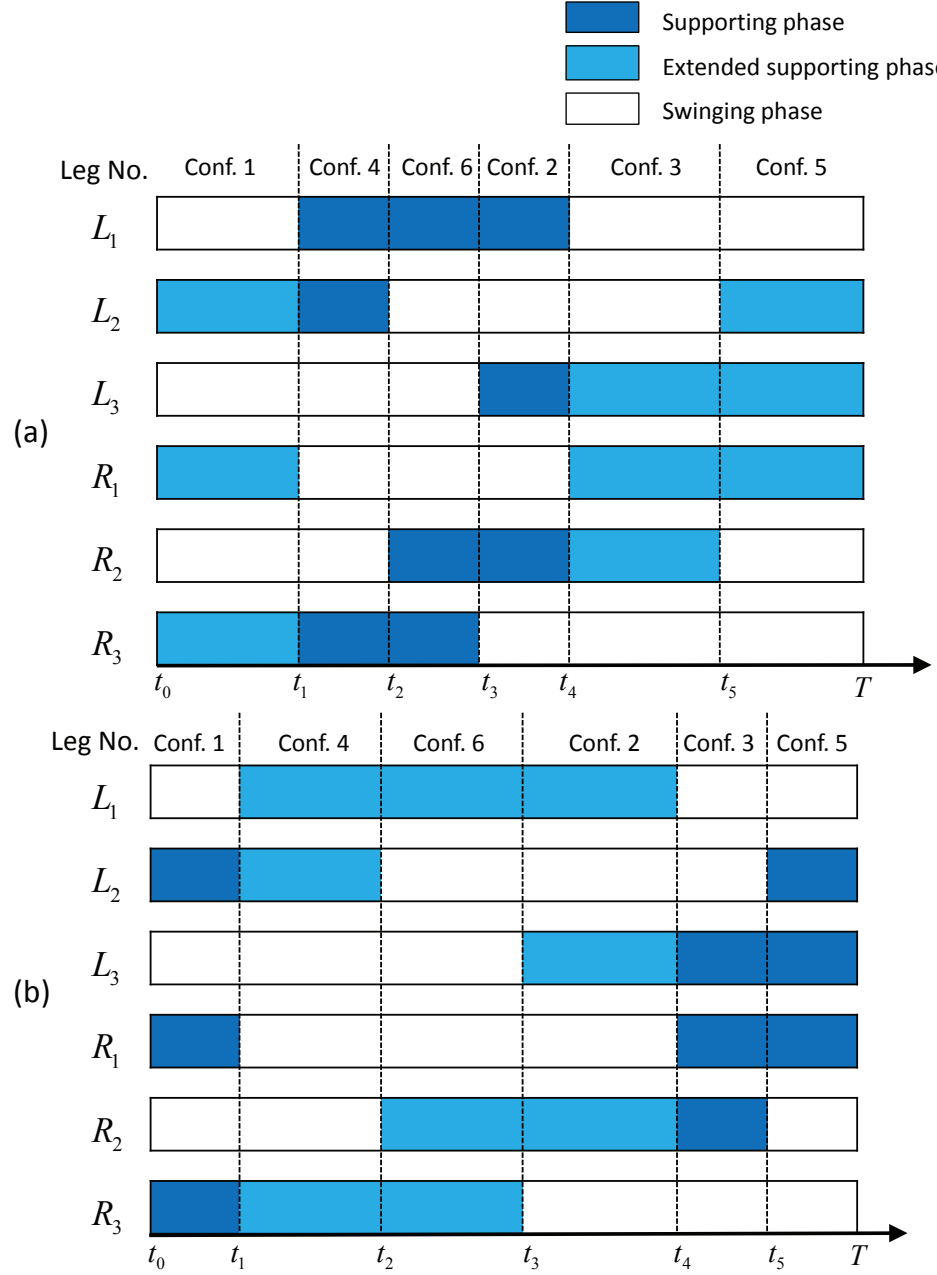 Supporting phase
Extended supporting phase
Swinging phase
Leg No. Conf. 1 Conf. 4 Conf. 6 Conf. 2 Conf. 3 Conf. 5
L1
L2
L3
(a)
R1
R2
R3
t0 t1 t2 t3 t4 t5 T
Leg No. Conf. 1 Conf. 4 Conf. 6 Conf. 2 Conf. 3 Conf. 5
L1
L2
L3
(b)
R1
R2
R3
t0 t1 t2 t3 t4 t5 T